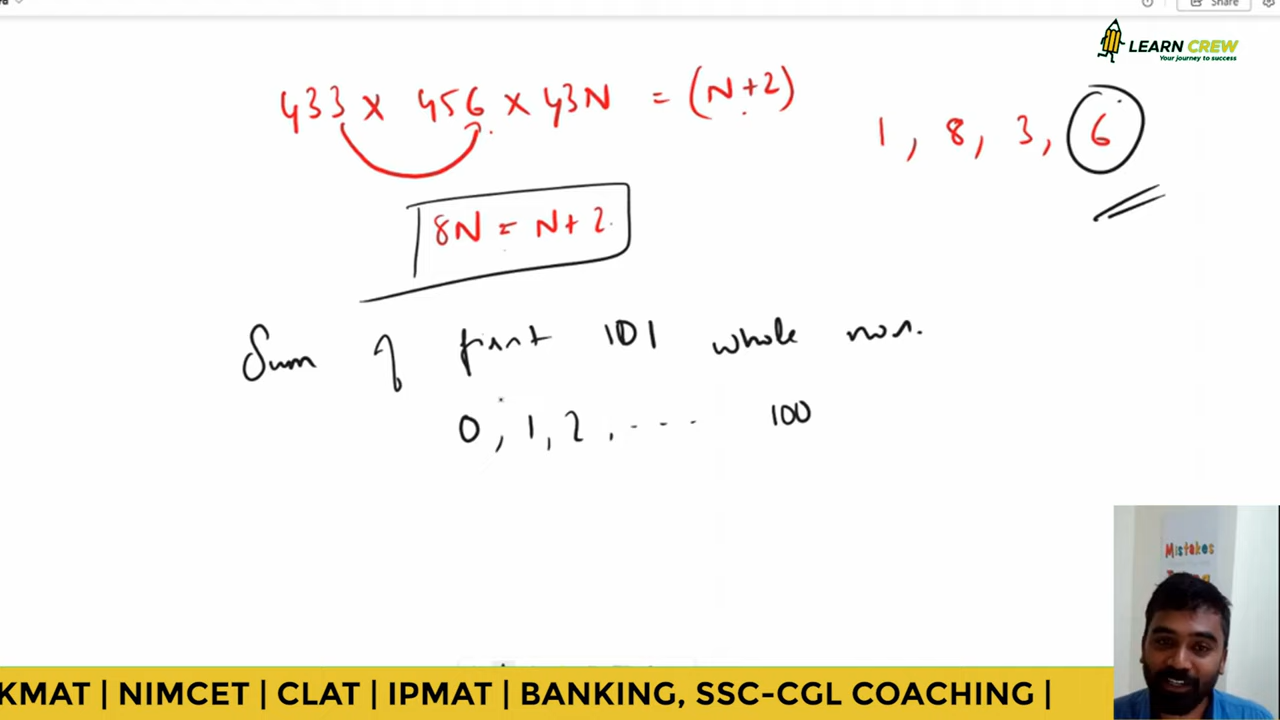 Share
LEARN CREW
Your journey to success
433 x 456 x 43N = (N+2)
1, 8, 3, 6
8N = N+2
Sum of first 101 whole nos.
0, 1, 2, .... 100
Mistakes
KMAT | NIMCET | CLAT | IPMAT | BANKING, SSC-CGL COACHING |